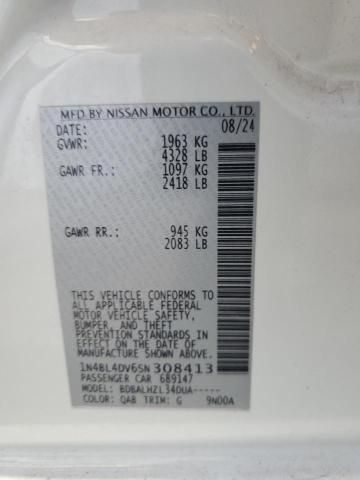 MFD BY NISSAN MOTOR CO., LTD.
DATE: 08/24
GVWR: 1963 KG
4328 LB
GAWR FR.: 1097 KG
2418 LB
GAWR RR.: 945 KG
2083 LB
THIS VEHICLE CONFORMS TO
ALL APPLICABLE FEDERAL
MOTOR VEHICLE SAFETY,
BUMPER, AND THEFT
PREVENTION STANDARDS IN
EFFECT ON THE DATE OF
MANUFACTURE SHOWN ABOVE.
1N4BL4DV6SN308413
PASSENGER CAR 689147
BDBALHZL34DUA-----
COLOR: QAB TRIM: G 9N00A